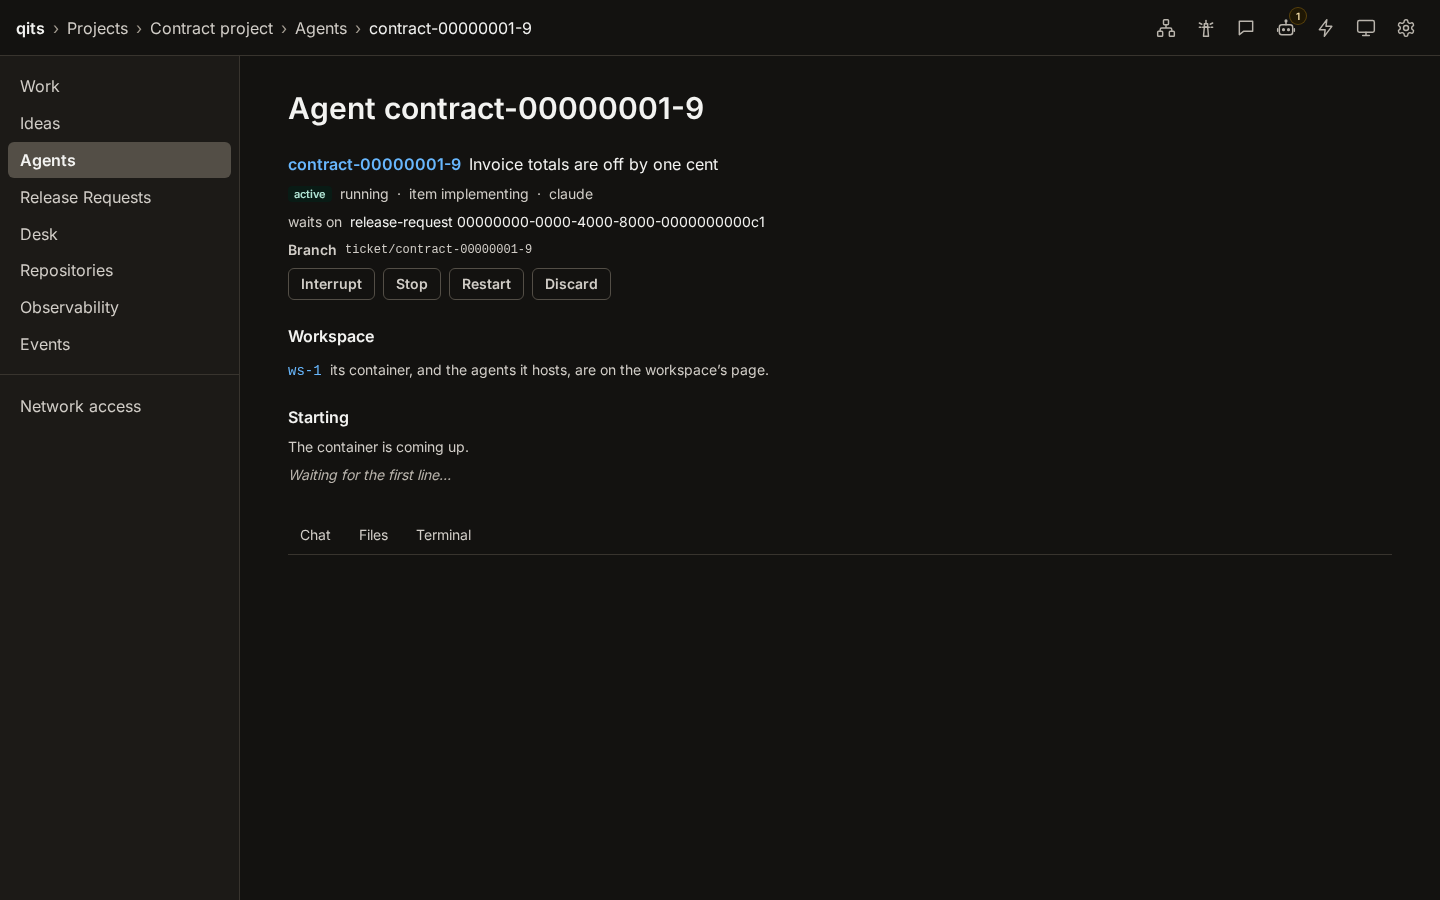 qits › Projects › Contract project › Agents › contract-00000001-9
1
Work
Ideas
Agents
Release Requests
Desk
Repositories
Observability
Events
Network access
Agent contract-00000001-9
contract-00000001-9 Invoice totals are off by one cent
active running · item implementing · claude
waits on release-request 00000000-0000-4000-8000-0000000000c1
Branch ticket/contract-00000001-9
Interrupt Stop Restart Discard
Workspace
ws-1 its container, and the agents it hosts, are on the workspace’s page.
Starting
The container is coming up.
Waiting for the first line…
Chat Files Terminal